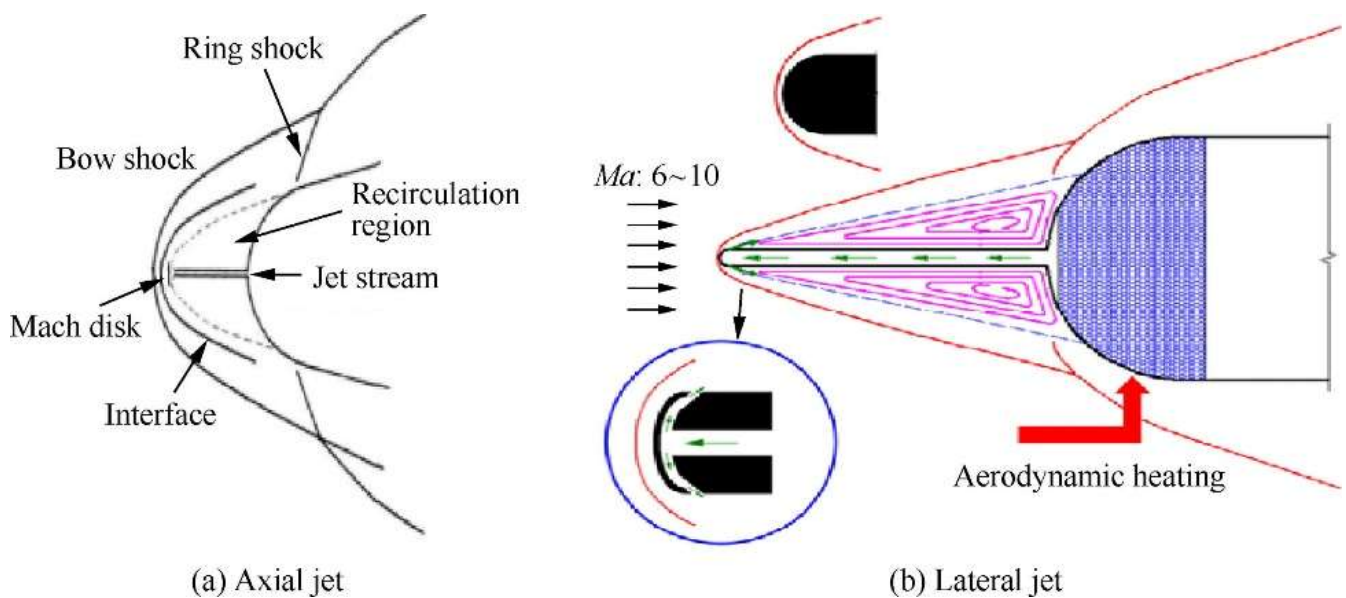 Ring shock
Bow shock
Recirculation
region
Jet stream
Mach disk
Interface
(a) Axial jet
Ma: 6~10
Aerodynamic heating
(b) Lateral jet